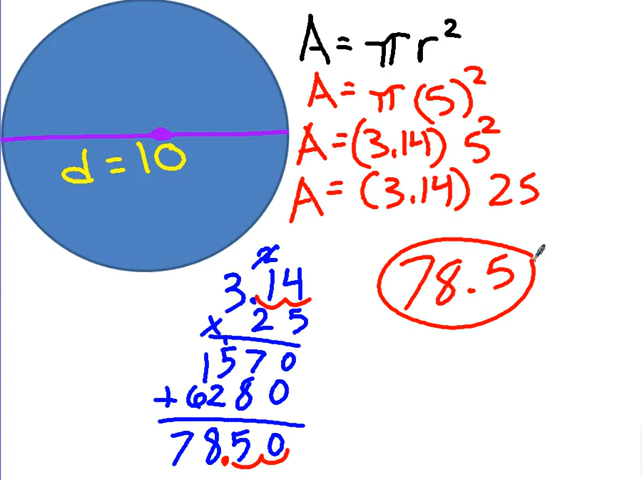 A = πr²
A = π(5)²
A = (3.14) 5²
A = (3.14) 25
d = 10
78.5
2
3.14
x 25
1570
+6280
78.50